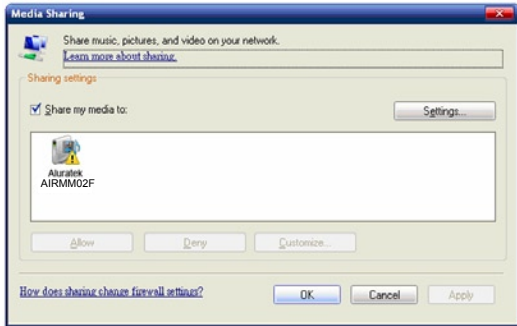 Media Sharing
Share music, pictures, and video on your network.
Learn more about sharing.
Sharing settings
Share my media to:
Settings...
Aluratek
AIRMM02F
Allow
Deny
Customize...
How does sharing change firewall settings?
OK
Cancel
Apply